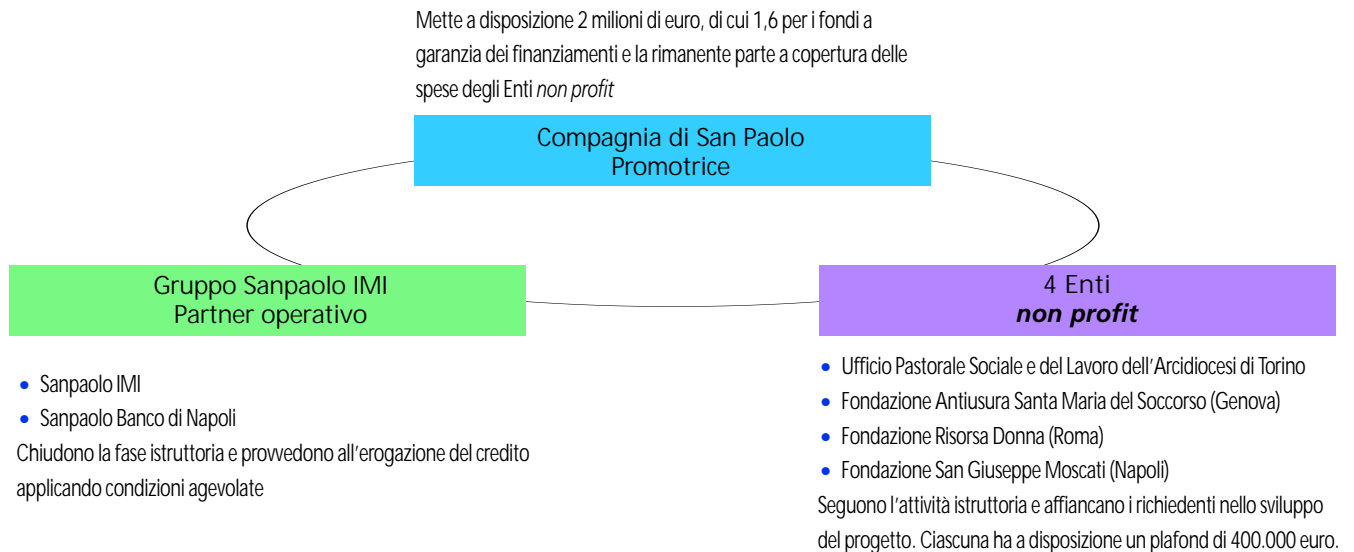 Mette a disposizione 2 milioni di euro, di cui 1,6 per i fondi a
garanzia dei finanziamenti e la rimanente parte a copertura delle
spese degli Enti non profit
Compagnia di San Paolo
Promotrice
Gruppo Sanpaolo IMI
Partner operativo
4 Enti
non profit
• Sanpaolo IMI
• Sanpaolo Banco di Napoli
Chiudono la fase istruttoria e provvedono all'erogazione del credito
applicando condizioni agevolate
• Ufficio Pastorale Sociale e del Lavoro dell'Arcidiocesi di Torino
• Fondazione Antiusura Santa Maria del Soccorso (Genova)
• Fondazione Risorsa Donna (Roma)
• Fondazione San Giuseppe Moscati (Napoli)
Seguono l'attività istruttoria e affiancano i richiedenti nello sviluppo
del progetto. Ciascuna ha a disposizione un plafond di 400.000 euro.